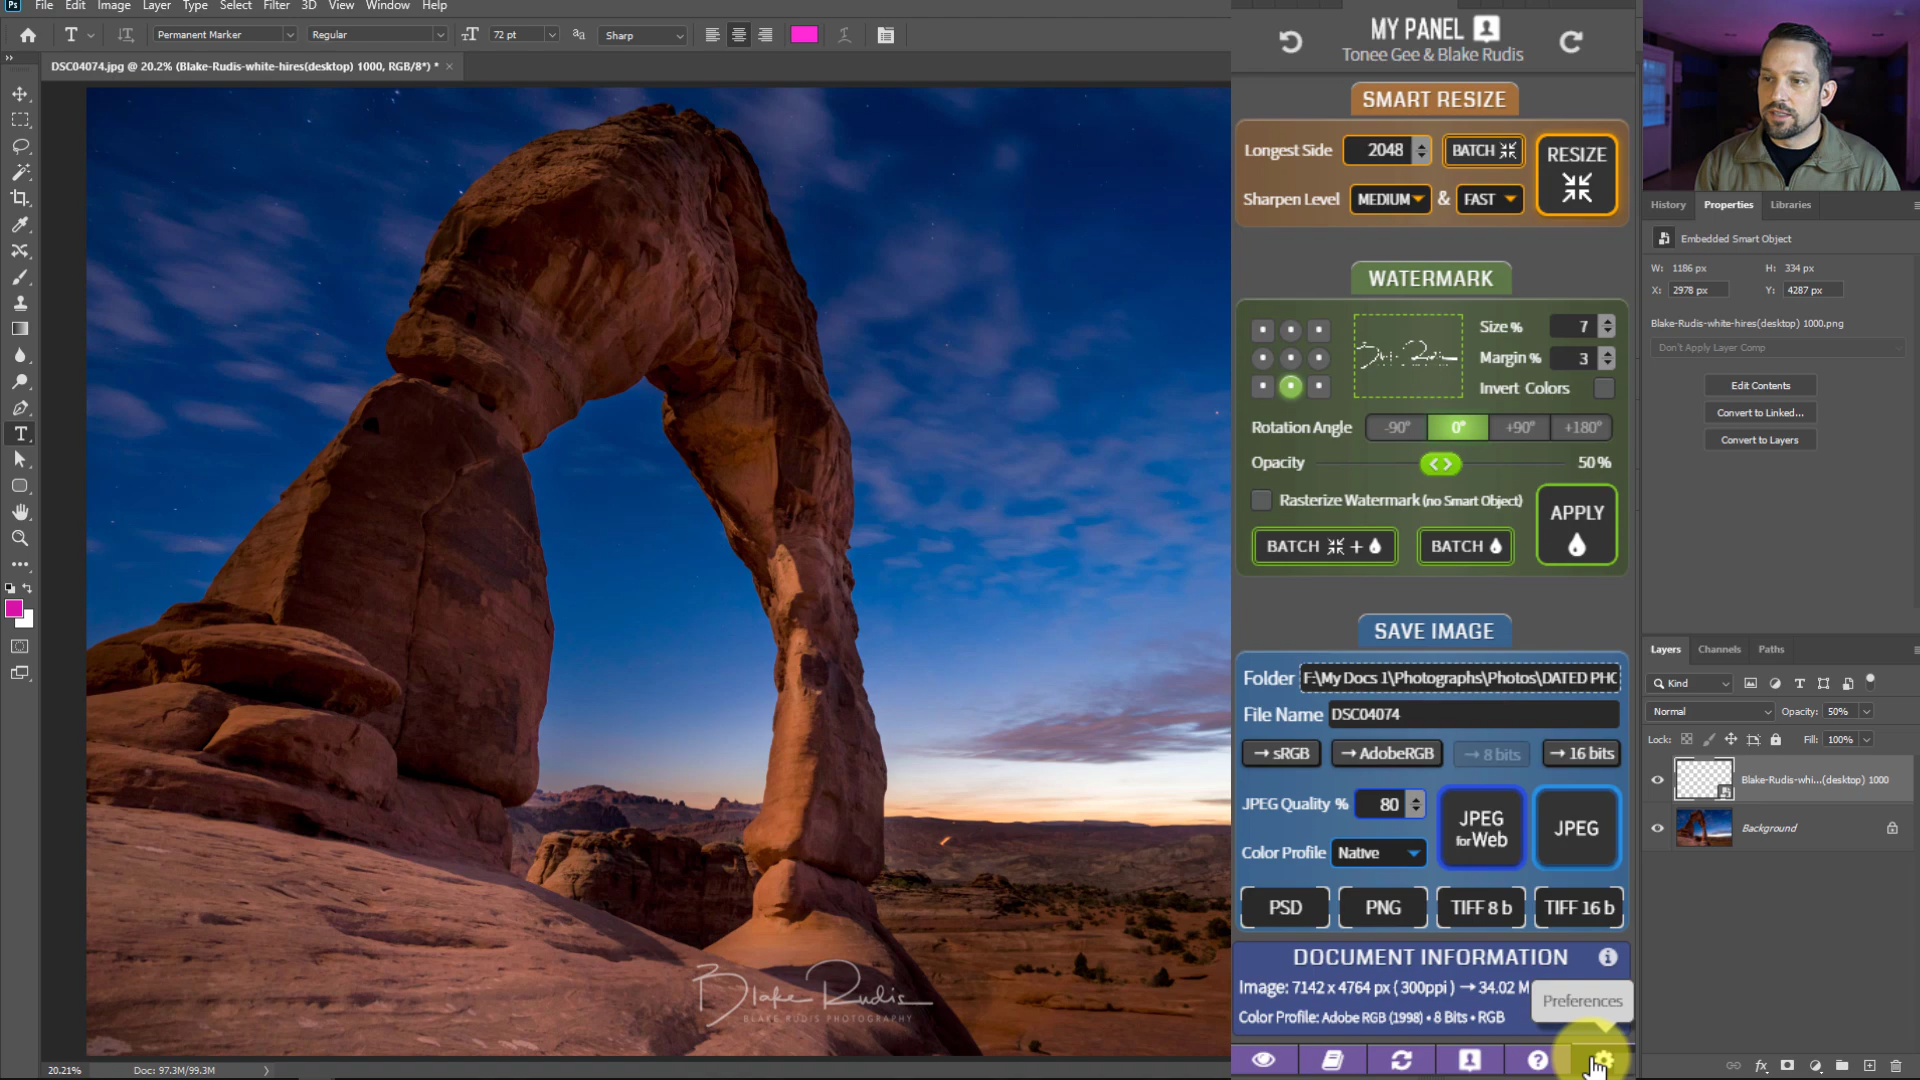 Ps File Edit Image Layer Type Select Filter 3D View Window Help
Permanent Marker Regular 72 pt Sharp
DSC04074.jpg @ 20.2% (Blake-Rudis-white-hires(desktop) 1000, RGB/8*) *
MY PANEL
Tonee Gee & Blake Rudis
SMART RESIZE
Longest Side 2048 BATCH RESIZE
Sharpen Level MEDIUM & FAST
WATERMARK
Size % 7
Margin % 3
Invert Colors
Rotation Angle -90° 0° +90° +180°
Opacity 50%
Rasterize Watermark (no Smart Object)
BATCH + BATCH APPLY
SAVE IMAGE
Folder F:\My Docs 1\Photographs\Photos\DATED PHO
File Name DSC04074
→ sRGB → AdobeRGB → 8 bits → 16 bits
JPEG Quality % 80 JPEG for Web JPEG
Color Profile Native
PSD PNG TIFF 8 b TIFF 16 b
DOCUMENT INFORMATION
Image: 7142 x 4764 px ( 300ppi ) → 34.02 M
Preferences
Color Profile: Adobe RGB (1998) • 8 Bits • RGB
History Properties Libraries
Embedded Smart Object
W: 1186 px H: 334 px
X: 2978 px Y: 4287 px
Blake-Rudis-white-hires(desktop) 1000.png
Don't Apply Layer Comp
Edit Contents
Convert to Linked...
Convert to Layers
Layers Channels Paths
Kind
Normal Opacity: 50%
Lock: Fill: 100%
Blake-Rudis-whi...(desktop) 1000
Background
Blake Rudis
BLAKE RUDIS PHOTOGRAPHY
20.21% Doc: 97.3M/99.3M